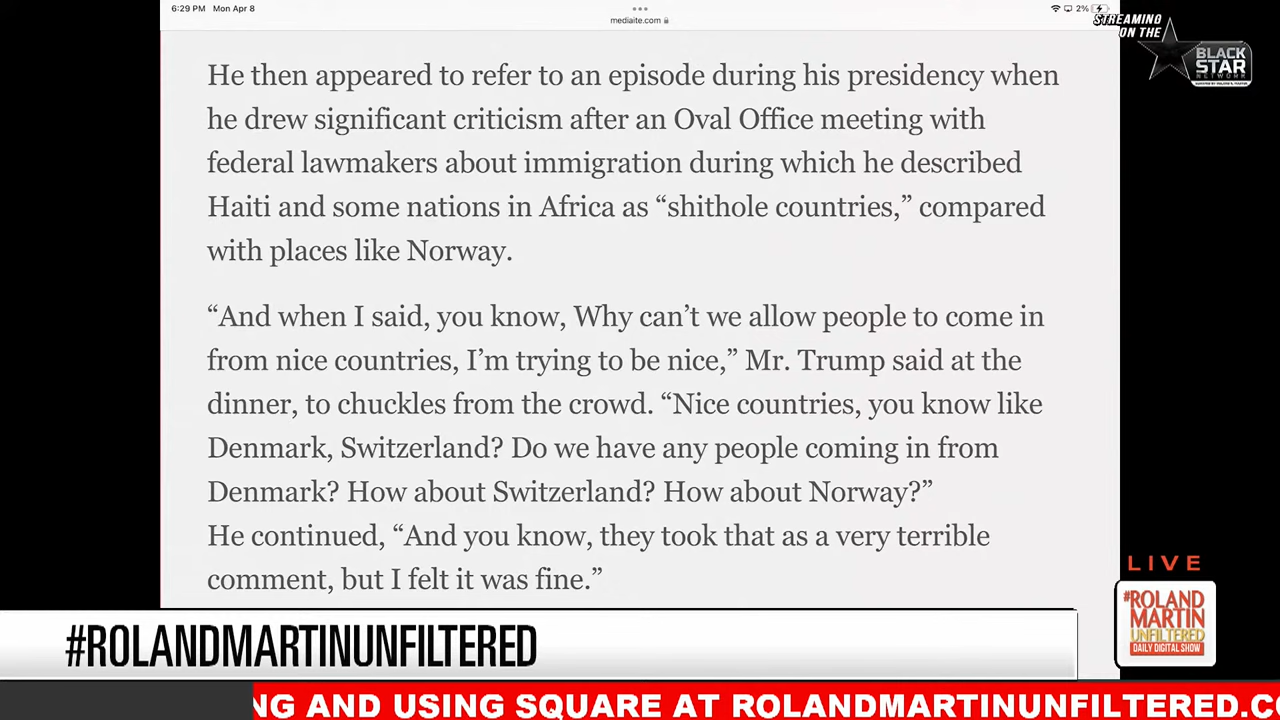 6:29 PM Mon Apr 8
mediaite.com
2%
STREAMING
ON THE
BLACK
STAR
NETWORK
He then appeared to refer to an episode during his presidency when
he drew significant criticism after an Oval Office meeting with
federal lawmakers about immigration during which he described
Haiti and some nations in Africa as “shithole countries,” compared
with places like Norway.
“And when I said, you know, Why can’t we allow people to come in
from nice countries, I’m trying to be nice,” Mr. Trump said at the
dinner, to chuckles from the crowd. “Nice countries, you know like
Denmark, Switzerland? Do we have any people coming in from
Denmark? How about Switzerland? How about Norway?”
He continued, “And you know, they took that as a very terrible
comment, but I felt it was fine.”
LIVE
#ROLAND
MARTIN
UNFILTERED
DAILY DIGITAL SHOW
#ROLANDMARTINUNFILTERED
NG AND USING SQUARE AT ROLANDMARTINUNFILTERED.C